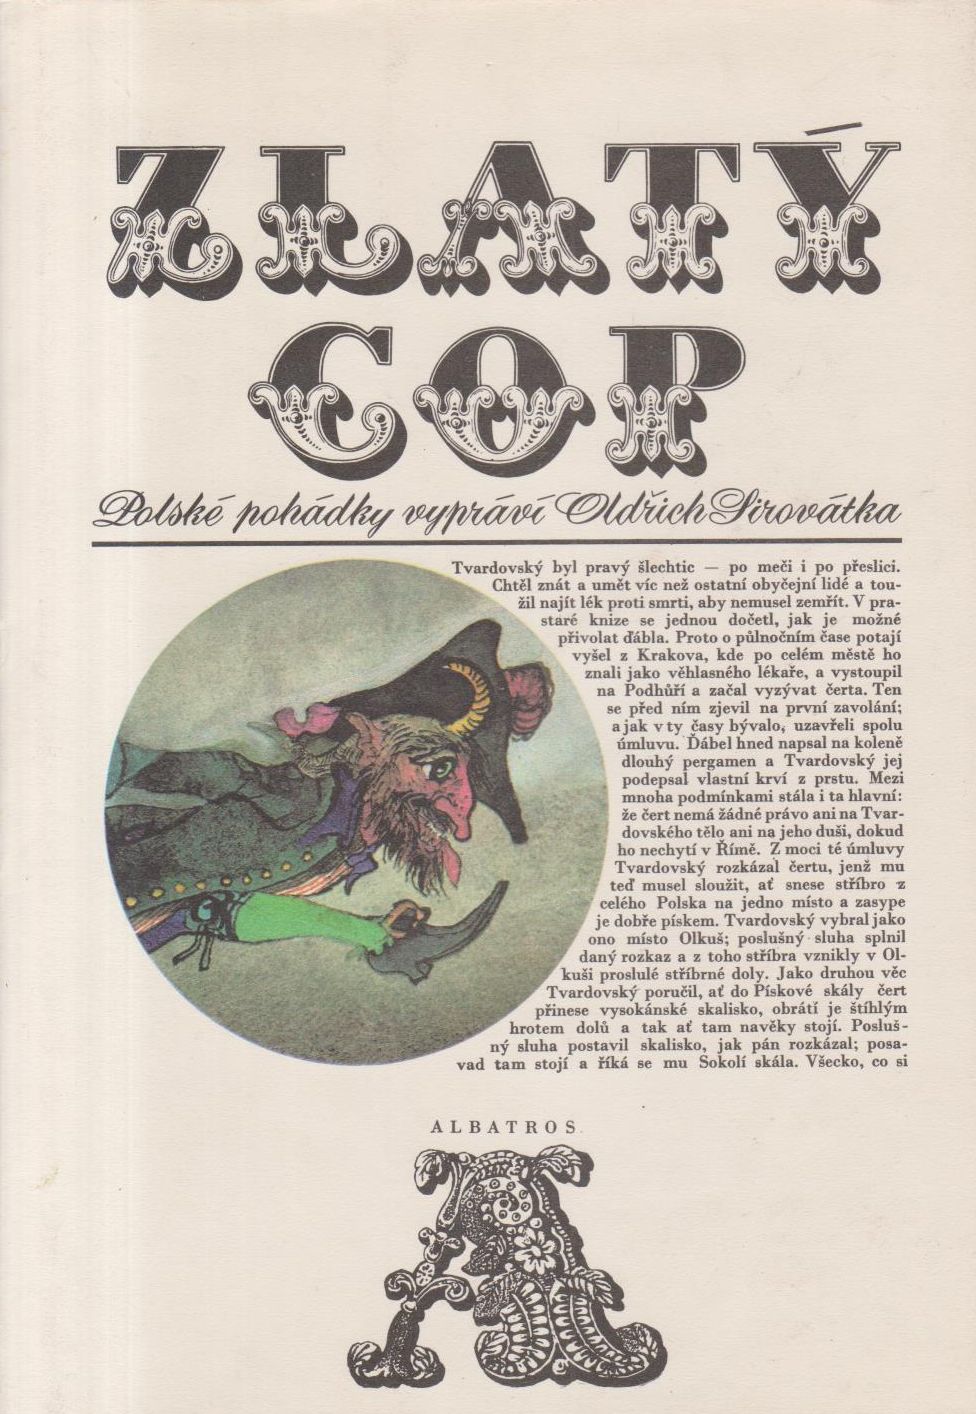 ZLATÝ
COP
Polské pohádky vypráví Oldřich Sirovátka
Tvardovský byl pravý šlechtic — po meči i po přeslici.
Chtěl znát a umět víc než ostatní obyčejní lidé a tou-
žil najít lék proti smrti, aby nemusel zemřít. V pra-
staré knize se jednou dočetl, jak je možné
přivolat ďábla. Proto o půlnočním čase potají
vyšel z Krakova, kde po celém městě ho
znali jako věhlasného lékaře, a vystoupil
na Podhůří a začal vyzývat čerta. Ten
se před ním zjevil na první zavolání;
a jak v ty časy bývalo, uzavřeli spolu
úmluvu. Ďábel hned napsal na koleně
dlouhý pergamen a Tvardovský jej
podepsal vlastní krví z prstu. Mezi
mnoha podmínkami stála i ta hlavní:
že čert nemá žádné právo ani na Tvar-
dovského tělo ani na jeho duši, dokud
ho nechytí v Římě. Z moci té úmluvy
Tvardovský rozkázal čertu, jenž mu
teď musel sloužit, ať snese stříbro z
celého Polska na jedno místo a zasype
je dobře pískem. Tvardovský vybral jako
ono místo Olkuš; poslušný sluha splnil
daný rozkaz a z toho stříbra vznikly v Ol-
kuši proslulé stříbrné doly. Jako druhou věc
Tvardovský poručil, ať do Pískové skály čert
přinese vysokánské skalisko, obrátí je štíhlým
hrotem dolů a tak ať tam navěky stojí. Posluš-
ný sluha postavil skalisko, jak pán rozkázal; posa-
vad tam stojí a říká se mu Sokolí skála. Všecko, co si
ALBATROS
A